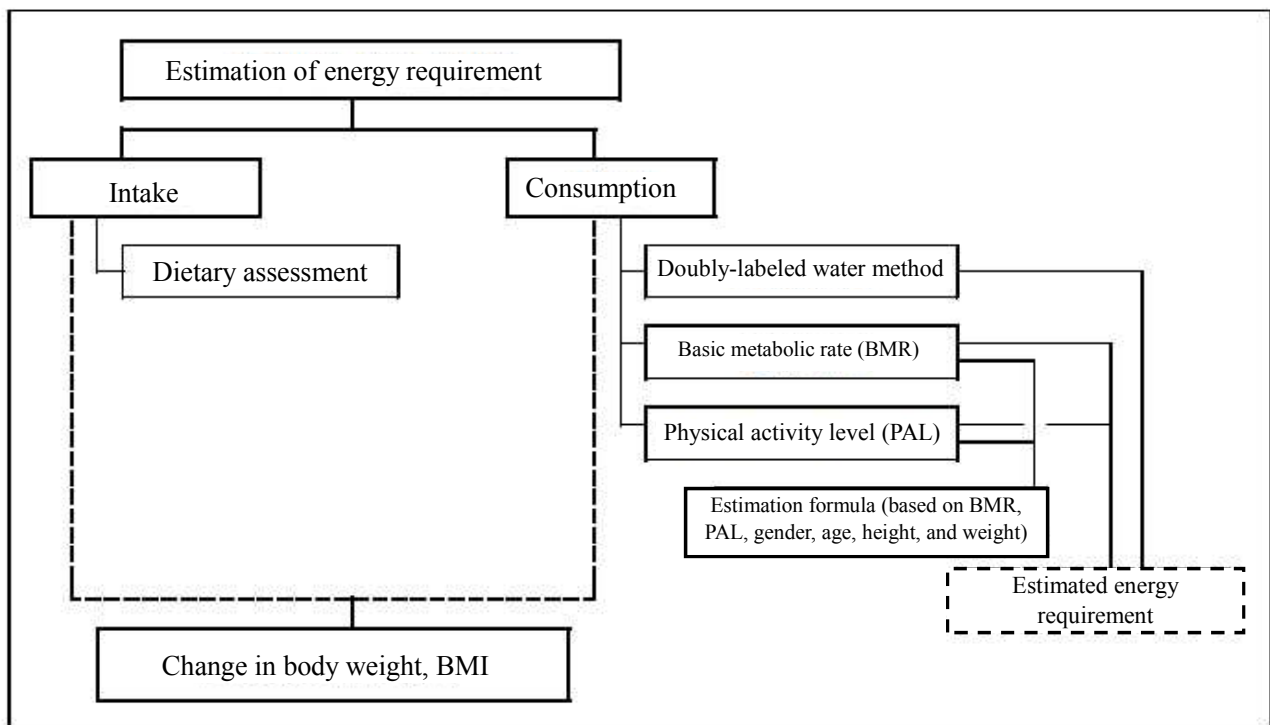 Estimation of energy requirement
Intake
Consumption
Dietary assessment
Doubly-labeled water method
Basic metabolic rate (BMR)
Physical activity level (PAL)
Estimation formula (based on BMR,
PAL, gender, age, height, and weight)
Estimated energy
requirement
Change in body weight, BMI